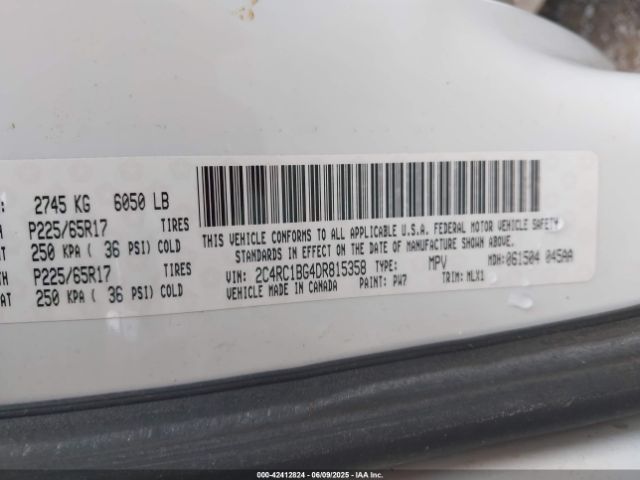 2745 KG 6050 LB
P225/65R17 TIRES
250 KPA ( 36 PSI) COLD
P225/65R17 TIRES
250 KPA ( 36 PSI) COLD
THIS VEHICLE CONFORMS TO ALL APPLICABLE U.S.A. FEDERAL MOTOR VEHICLE SAFETY
STANDARDS IN EFFECT ON THE DATE OF MANUFACTURE SHOWN ABOVE.
VIN: 2C4RC1BG4DR815358 TYPE: MPV MDH:061504 045AA
VEHICLE MADE IN CANADA PAINT: PW7 TRIM: MLX1
000-42412824 | 06/09/2025 | IAA Inc.